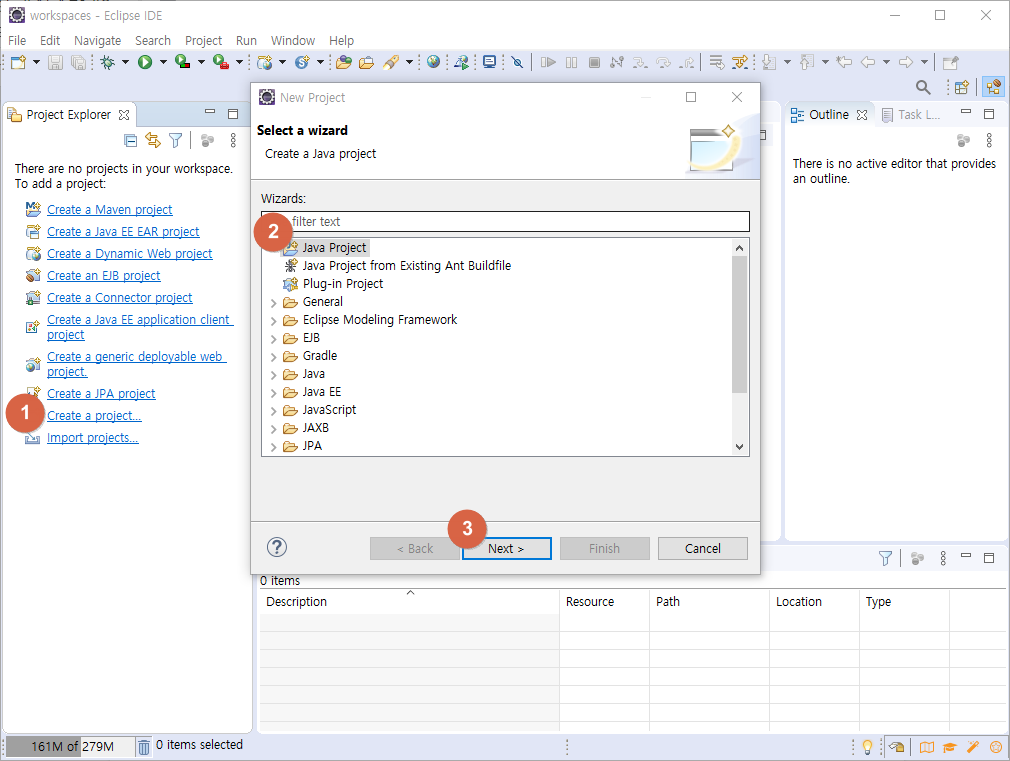 workspaces - Eclipse IDE
File Edit Navigate Search Project Run Window Help
Project Explorer
There are no projects in your workspace.
To add a project:
Create a Maven project
Create a Java EE EAR project
Create a Dynamic Web project
Create an EJB project
Create a Connector project
Create a Java EE application client
project
Create a generic deployable web
project.
Create a JPA project
1
Create a project...
Import projects...
New Project
Select a wizard
Create a Java project
Wizards:
filter text
2
Java Project
Java Project from Existing Ant Buildfile
Plug-in Project
General
Eclipse Modeling Framework
EJB
Gradle
Java
Java EE
JavaScript
JAXB
JPA
3
?
< Back
Next >
Finish
Cancel
Outline
Task L...
There is no active editor that provides
an outline.
0 items
Description Resource Path Location Type
161M of 279M
0 items selected